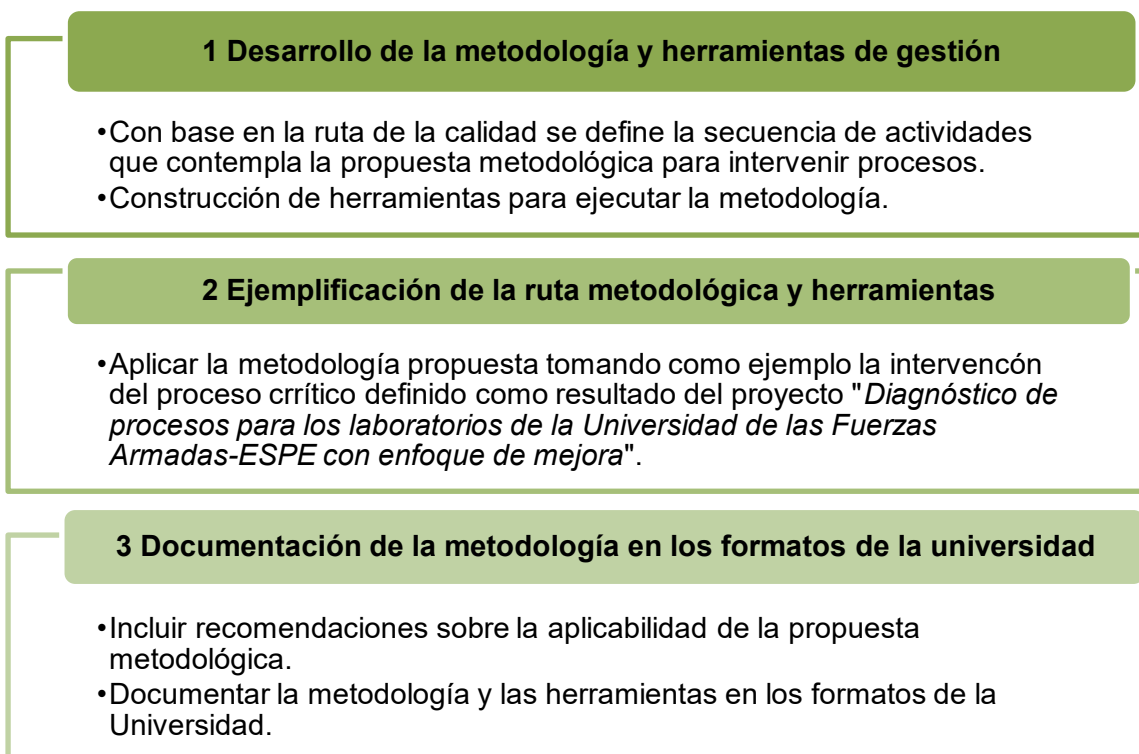 1 Desarrollo de la metodología y herramientas de gestión
•Con base en la ruta de la calidad se define la secuencia de actividades
que contempla la propuesta metodológica para intervenir procesos.
•Construcción de herramientas para ejecutar la metodología.
2 Ejemplificación de la ruta metodológica y herramientas
•Aplicar la metodología propuesta tomando como ejemplo la intervencón
del proceso crrítico definido como resultado del proyecto "Diagnóstico de
procesos para los laboratorios de la Universidad de las Fuerzas
Armadas-ESPE con enfoque de mejora".
3 Documentación de la metodología en los formatos de la universidad
•Incluir recomendaciones sobre la aplicabilidad de la propuesta
metodológica.
•Documentar la metodología y las herramientas en los formatos de la
Universidad.